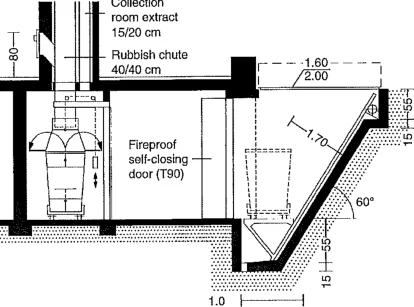 Collection
room extract
15/20 cm
Rubbish chute
40/40 cm
80
1.60
2.00
15
55
1.70
Fireproof
self-closing
door (T90)
60°
55
15
1.0